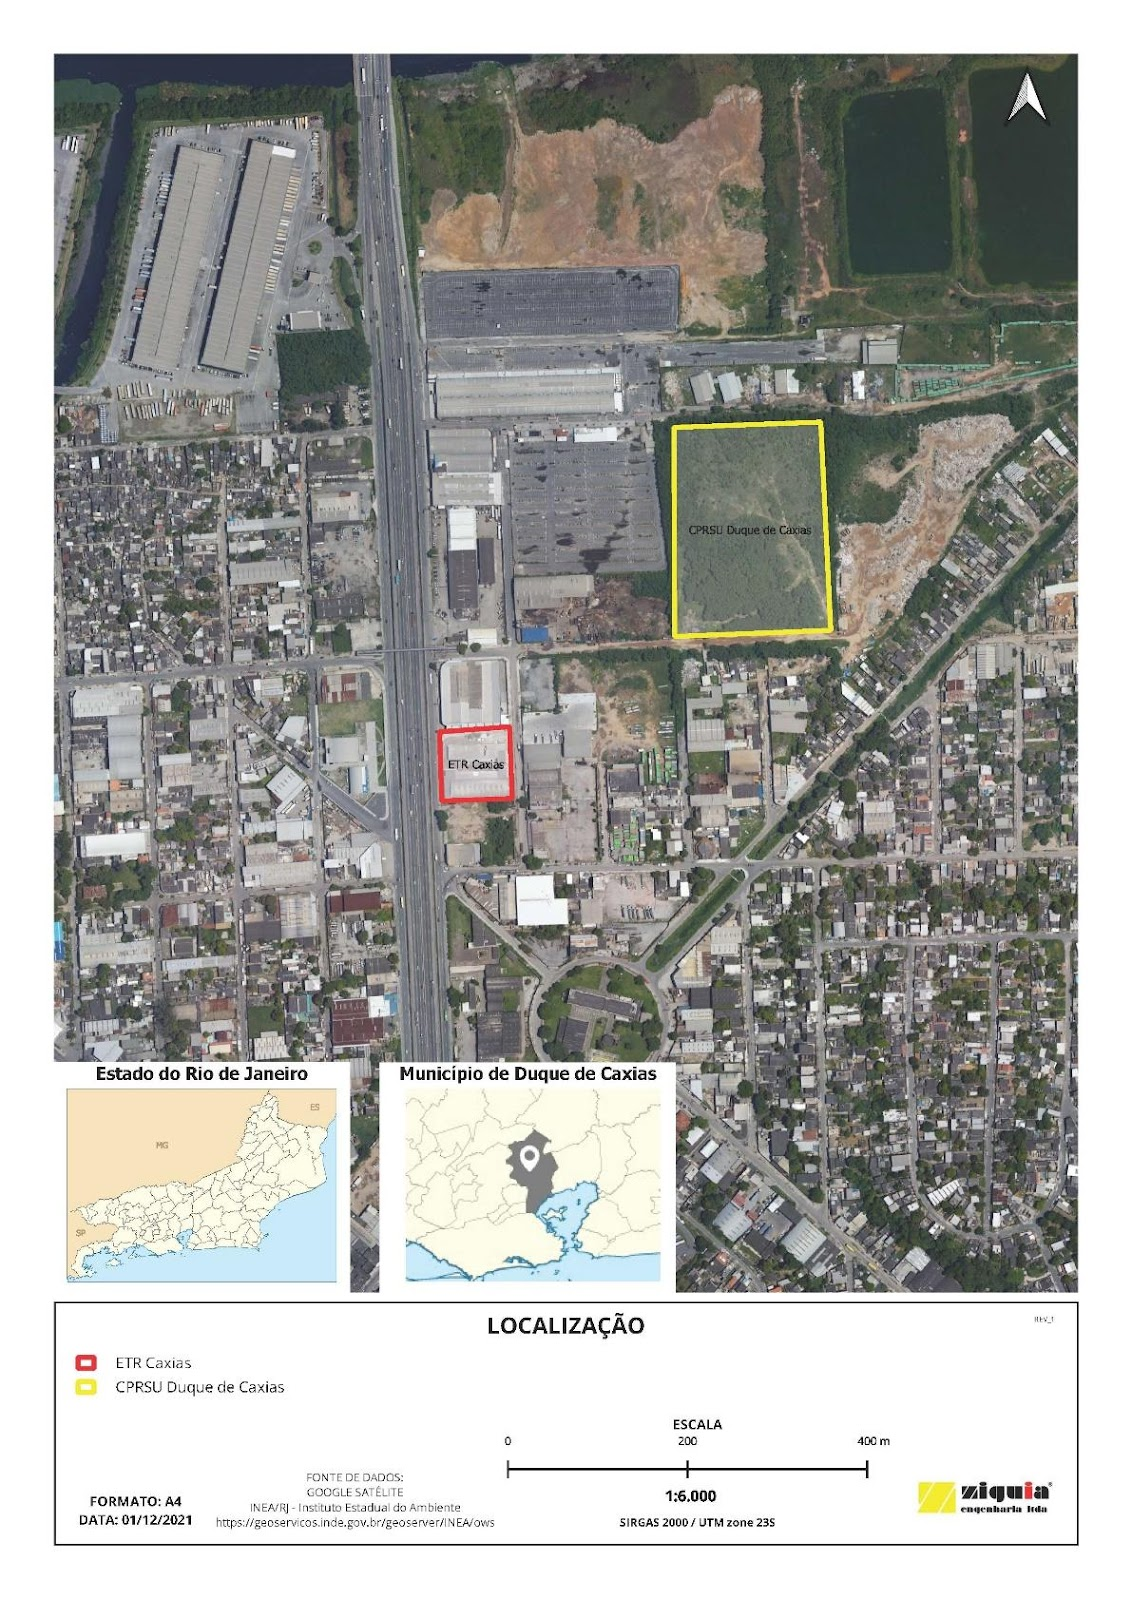 CPRSU Duque de Caxias
ETR Caxias
Estado do Rio de Janeiro
ES
MG
SP
Município de Duque de Caxias
LOCALIZAÇÃO
REV_1
ETR Caxias
CPRSU Duque de Caxias
ESCALA
0 200 400 m
1:6.000
SIRGAS 2000 / UTM zone 23S
FORMATO: A4
DATA: 01/12/2021
FONTE DE DADOS:
GOOGLE SATÉLITE
INEA/RJ - Instituto Estadual do Ambiente
https://geoservicos.inde.gov.br/geoserver/INEA/ows
ziguia
engenharia ltda